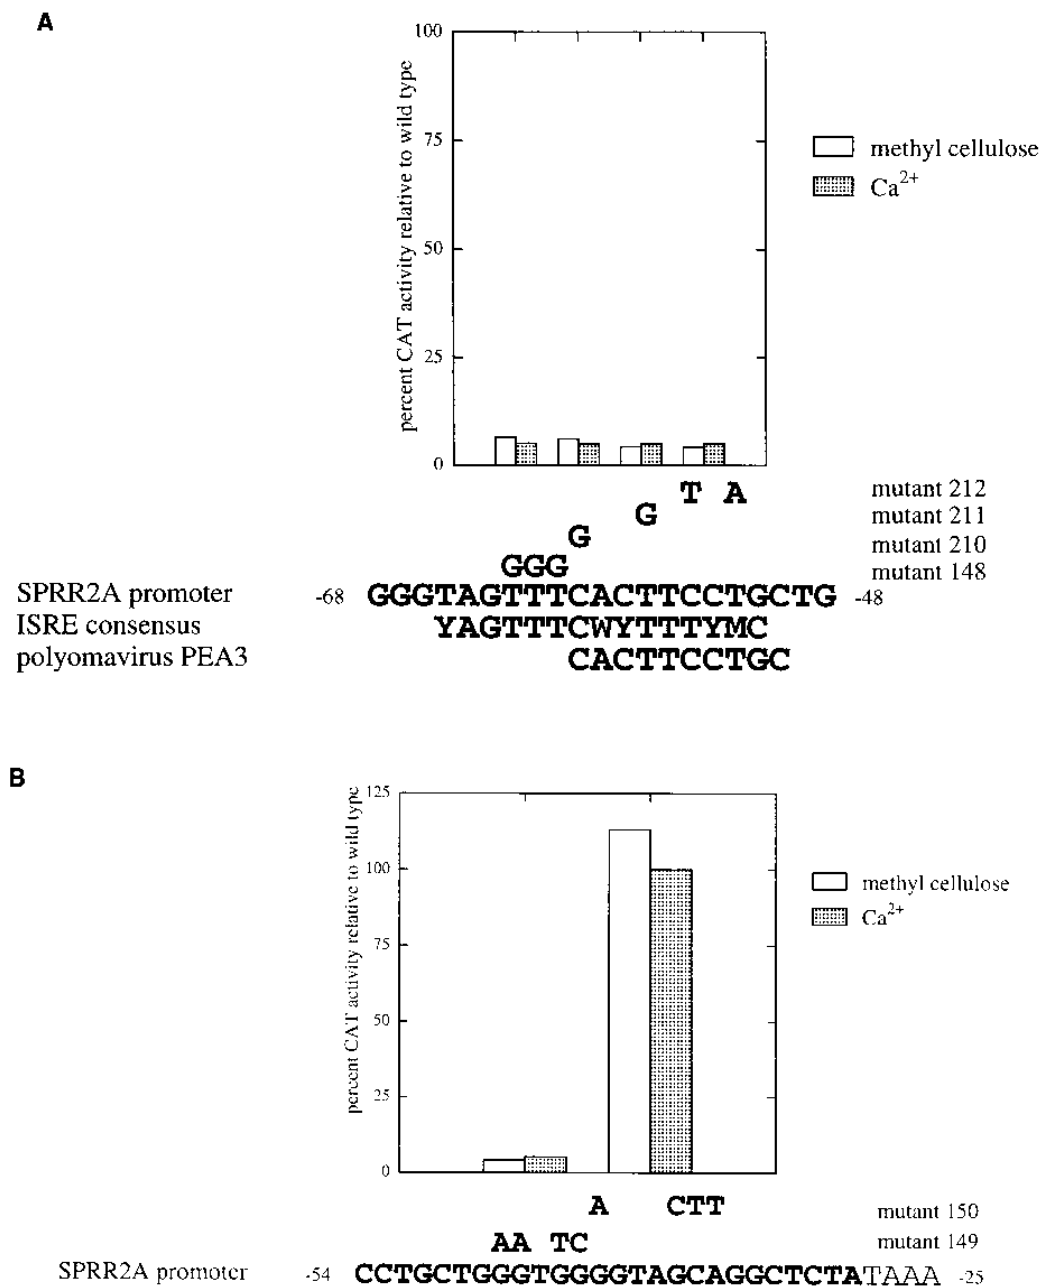 A
percent CAT activity relative to wild type
100
75
50
25
0
methyl cellulose
Ca2+
T A mutant 212
G mutant 211
G mutant 210
GGG mutant 148
SPRR2A promoter -68 GGGTAGTTTCACTTCCTGCTG -48
ISRE consensus YAGTTTCWYTTTYMC
polyomavirus PEA3 CACTTCCTGC
B
percent CAT activity relative to wild type
125
100
75
50
25
0
methyl cellulose
Ca2+
A CTT mutant 150
AA TC mutant 149
SPRR2A promoter -54 CCTGCTGGGTGGGGTAGCAGGCTCTATAAA -25